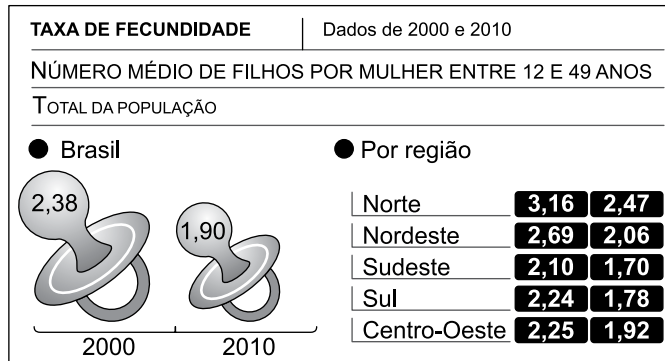 TAXA DE FECUNDIDADE Dados de 2000 e 2010
NÚMERO MÉDIO DE FILHOS POR MULHER ENTRE 12 E 49 ANOS
TOTAL DA POPULAÇÃO
Brasil
2,38
1,90
2000 2010
Por região
Norte 3,16 2,47
Nordeste 2,69 2,06
Sudeste 2,10 1,70
Sul 2,24 1,78
Centro-Oeste 2,25 1,92